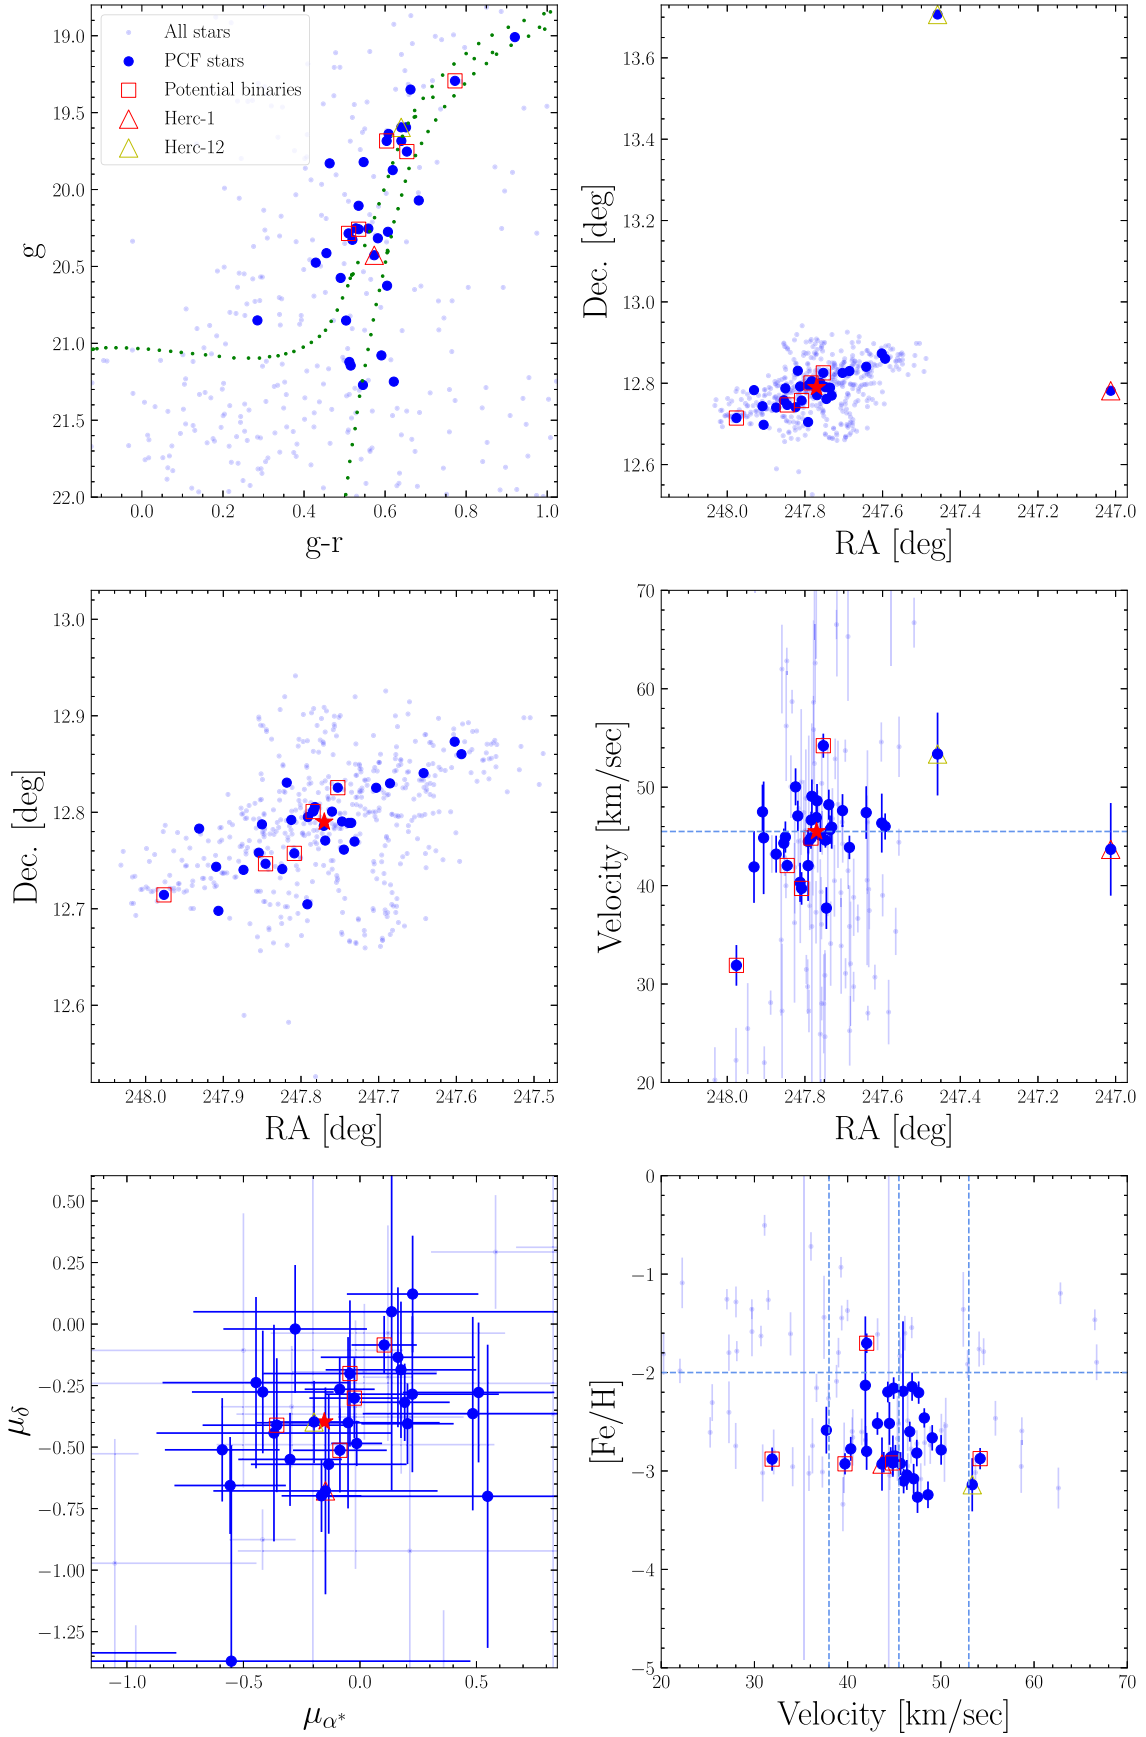 19.0
19.5
20.0
20.5
21.0
21.5
22.0
g
0.0 0.2 0.4 0.6 0.8 1.0
g-r
All stars
PCF stars
Potential binaries
Herc-1
Herc-12
13.6
13.4
13.2
13.0
12.8
12.6
Dec. [deg]
248.0 247.8 247.6 247.4 247.2 247.0
RA [deg]
13.0
12.9
12.8
12.7
12.6
Dec. [deg]
248.0 247.9 247.8 247.7 247.6 247.5
RA [deg]
70
60
50
40
30
20
Velocity [km/sec]
248.0 247.8 247.6 247.4 247.2 247.0
RA [deg]
0.50
0.25
0.00
−0.25
−0.50
−0.75
−1.00
−1.25
μδ
−1.0 −0.5 0.0 0.5
μα*
0
−1
−2
−3
−4
−5
[Fe/H]
20 30 40 50 60 70
Velocity [km/sec]